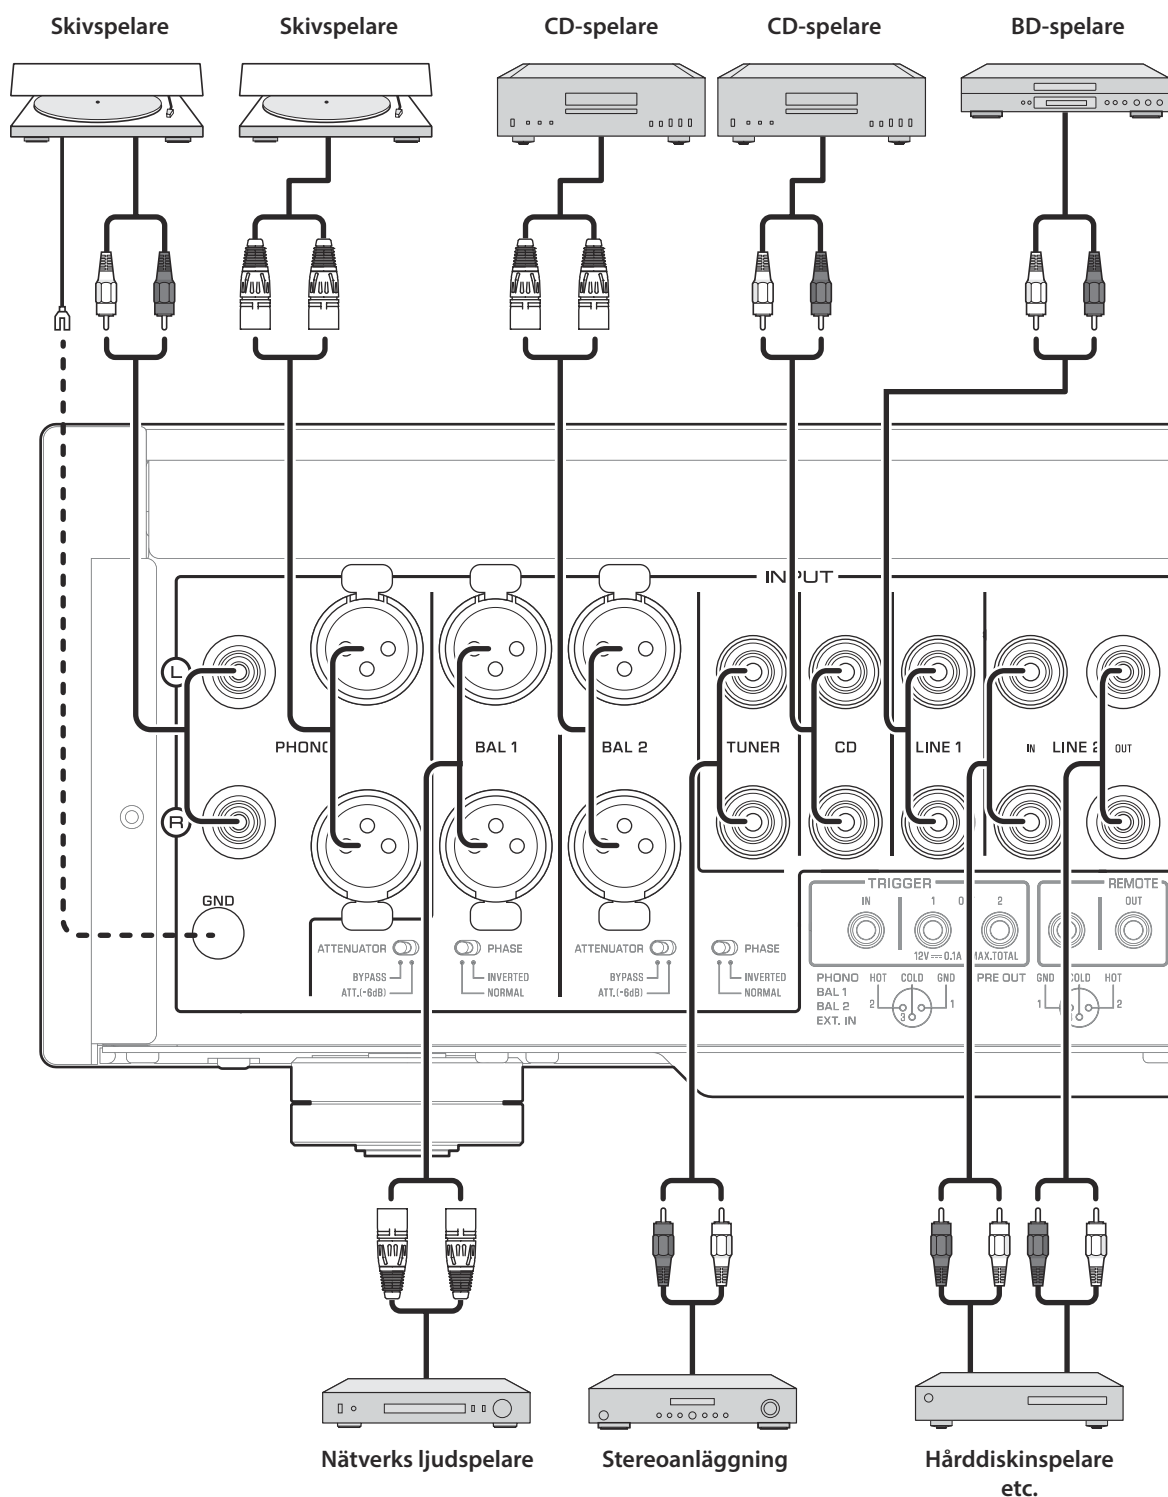 Skivspelare
Skivspelare
CD-spelare
CD-spelare
BD-spelare
INPUT
L
PHONO
BAL 1
BAL 2
TUNER
CD
LINE 1
IN
LINE 2
OUT
R
GND
TRIGGER
IN
1
2
12V 0.1A MAX.TOTAL
REMOTE
OUT
ATTENUATOR
BYPASS
ATT.(-6dB)
PHASE
INVERTED
NORMAL
ATTENUATOR
BYPASS
ATT.(-6dB)
PHASE
INVERTED
NORMAL
PHONO
BAL 1
BAL 2
EXT. IN
HOT COLD GND
2 3 1
PRE OUT
GND COLD HOT
1 2
Nätverks ljudspelare
Stereoanläggning
Hårddiskinspelare
etc.